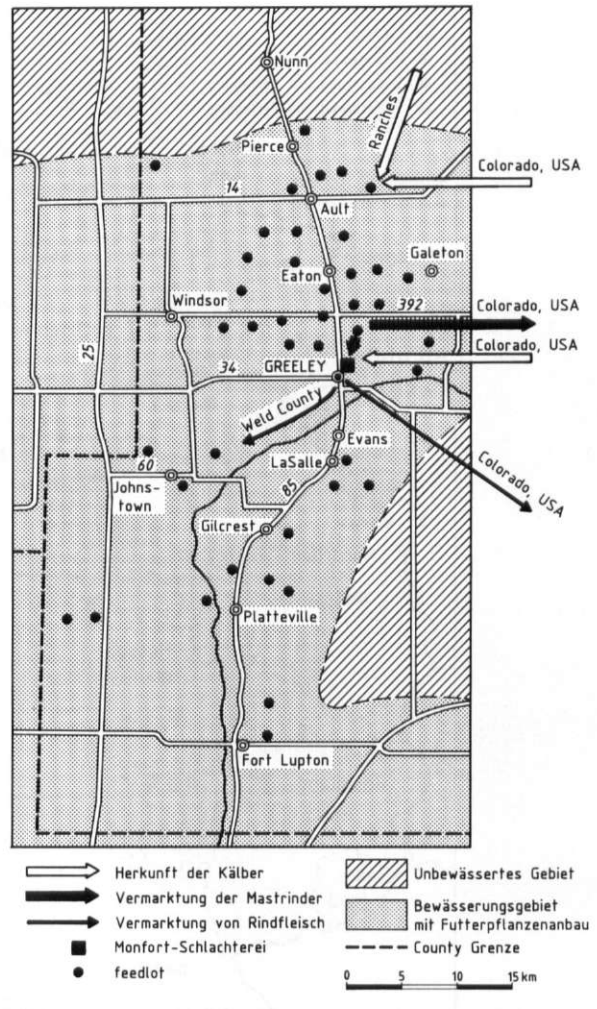 Nunn
Ranches
Pierce
Colorado, USA
14
Ault
Eaton
Galeton
Windsor
392
Colorado, USA
25
34
GREELEY
Colorado, USA
Weld County
Evans
LaSalle
Colorado, USA
60
Johns-
town
85
Gilcrest
Platteville
Fort Lupton
Herkunft der Kälber
Vermarktung der Mastrinder
Vermarktung von Rindfleisch
Monfort-Schlachterei
feedlot
Unbewässertes Gebiet
Bewässerungsgebiet
mit Futterpflanzenanbau
County Grenze
0 5 10 15 km